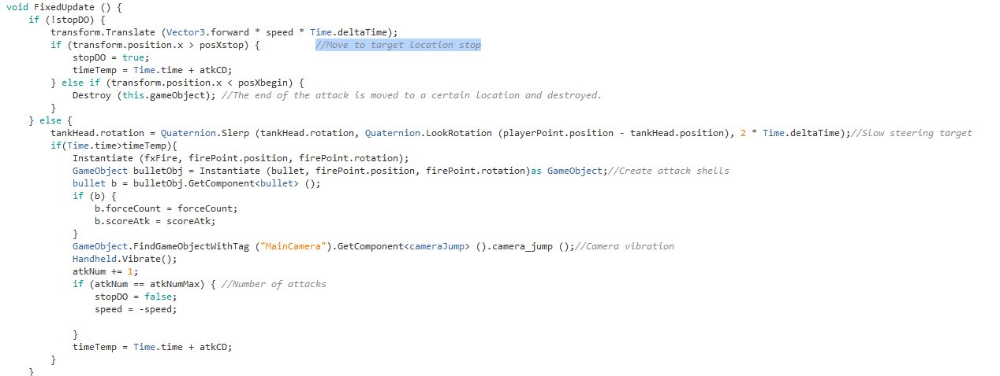 void FixedUpdate () {
if (!stopDO) {
transform.Translate (Vector3.forward * speed * Time.deltaTime);
if (transform.position.x > posXstop) { //Move to target location stop
stopDO = true;
timeTemp = Time.time + atkCD;
} else if (transform.position.x < posXbegin) {
Destroy (this.gameObject); //The end of the attack is moved to a certain location and destroyed.
}
} else {
tankHead.rotation = Quaternion.Slerp (tankHead.rotation, Quaternion.LookRotation (playerPoint.position - tankHead.position), 2 * Time.deltaTime);//Slow steering target
if(Time.time>timeTemp){
Instantiate (fxFire, firePoint.position, firePoint.rotation);
GameObject bulletObj = Instantiate (bullet, firePoint.position, firePoint.rotation)as GameObject;//Create attack shells
bullet b = bulletObj.GetComponent<bullet> ();
if (b) {
b.forceCount = forceCount;
b.scoreAtk = scoreAtk;
}
GameObject.FindGameObjectWithTag ("MainCamera").GetComponent<cameraJump> ().camera_jump ();//Camera vibration
Handheld.Vibrate();
atkNum += 1;
if (atkNum == atkNumMax) { //Number of attacks
stopDO = false;
speed = -speed;
}
timeTemp = Time.time + atkCD;
}
}